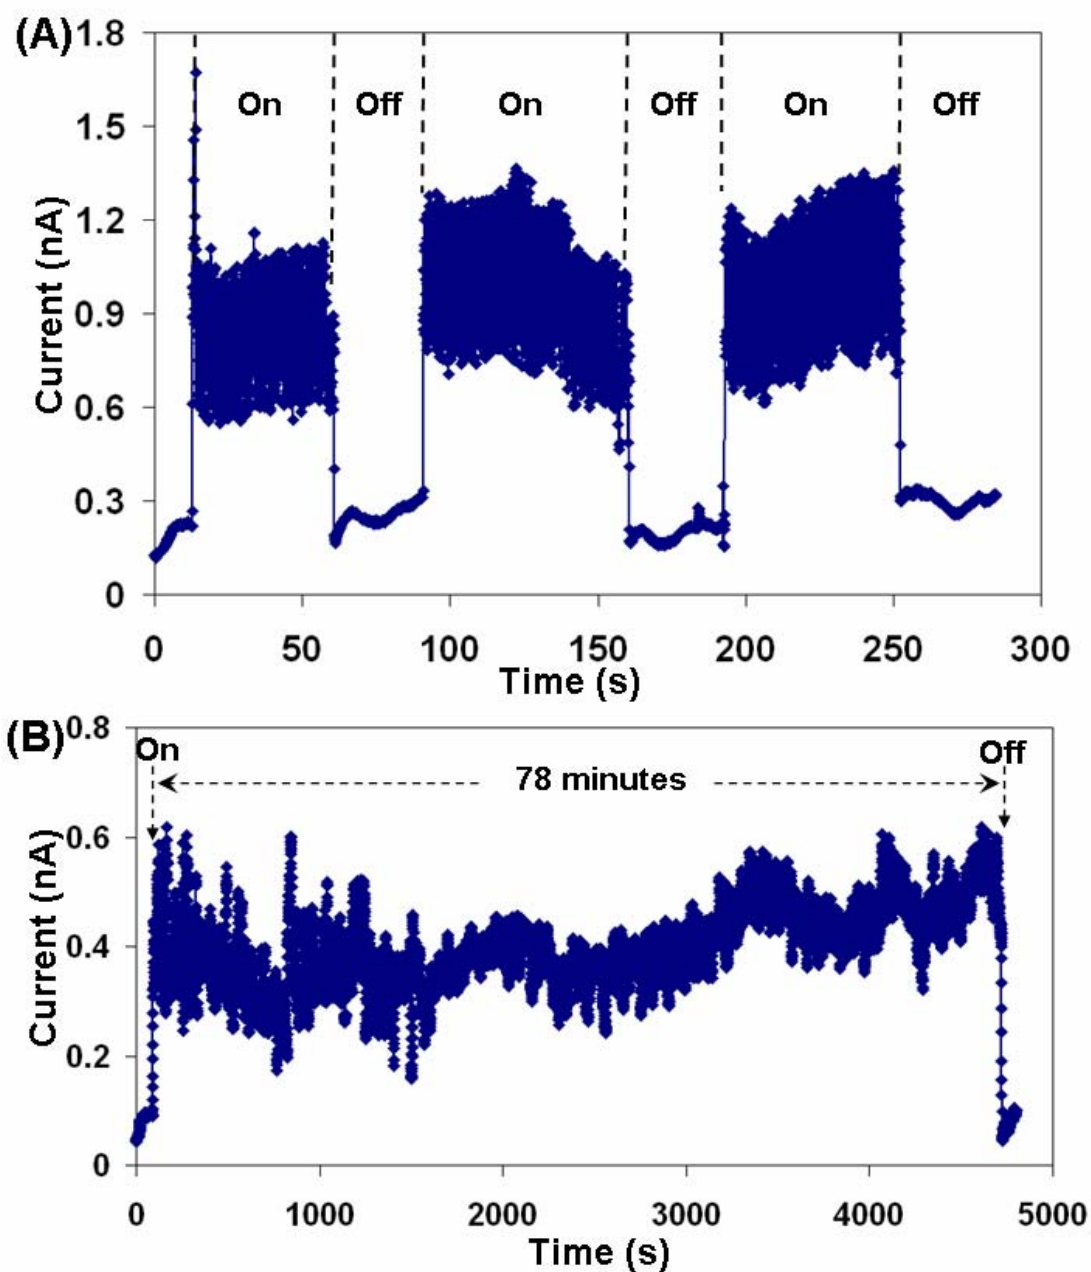 (A)
1.8
On Off On Off On Off
1.5
1.2
0.9
0.6
0.3
0
Current (nA)
0 50 100 150 200 250 300
Time (s)
(B)
0.8
On Off
78 minutes
0.6
0.4
0.2
0
Current (nA)
0 1000 2000 3000 4000 5000
Time (s)